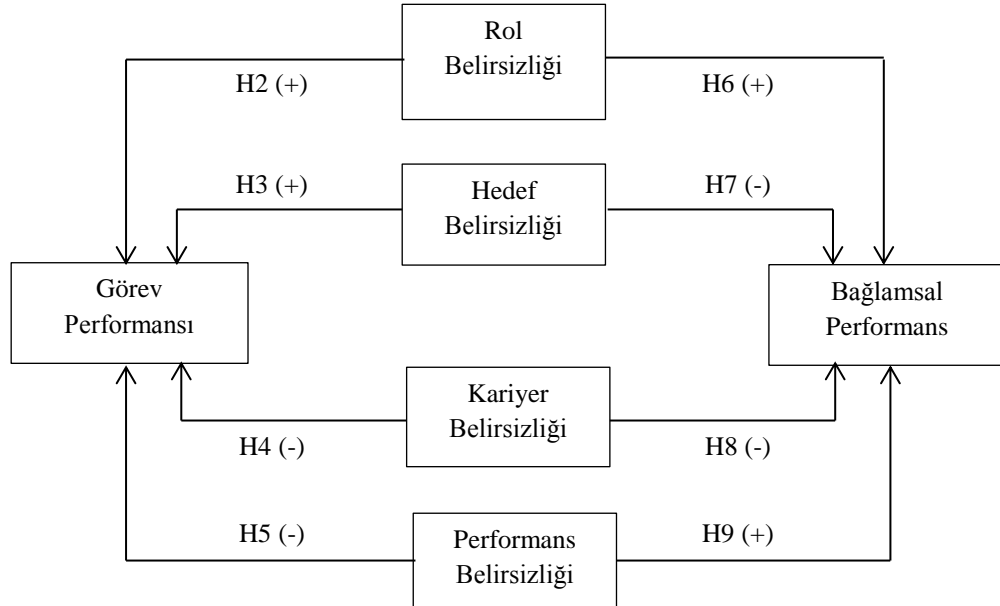 Rol
Belirsizliği
H2 (+)
H6 (+)
Hedef
Belirsizliği
H3 (+)
H7 (-)
Görev
Performansı
Bağlamsal
Performans
Kariyer
Belirsizliği
H4 (-)
H8 (-)
Performans
Belirsizliği
H5 (-)
H9 (+)